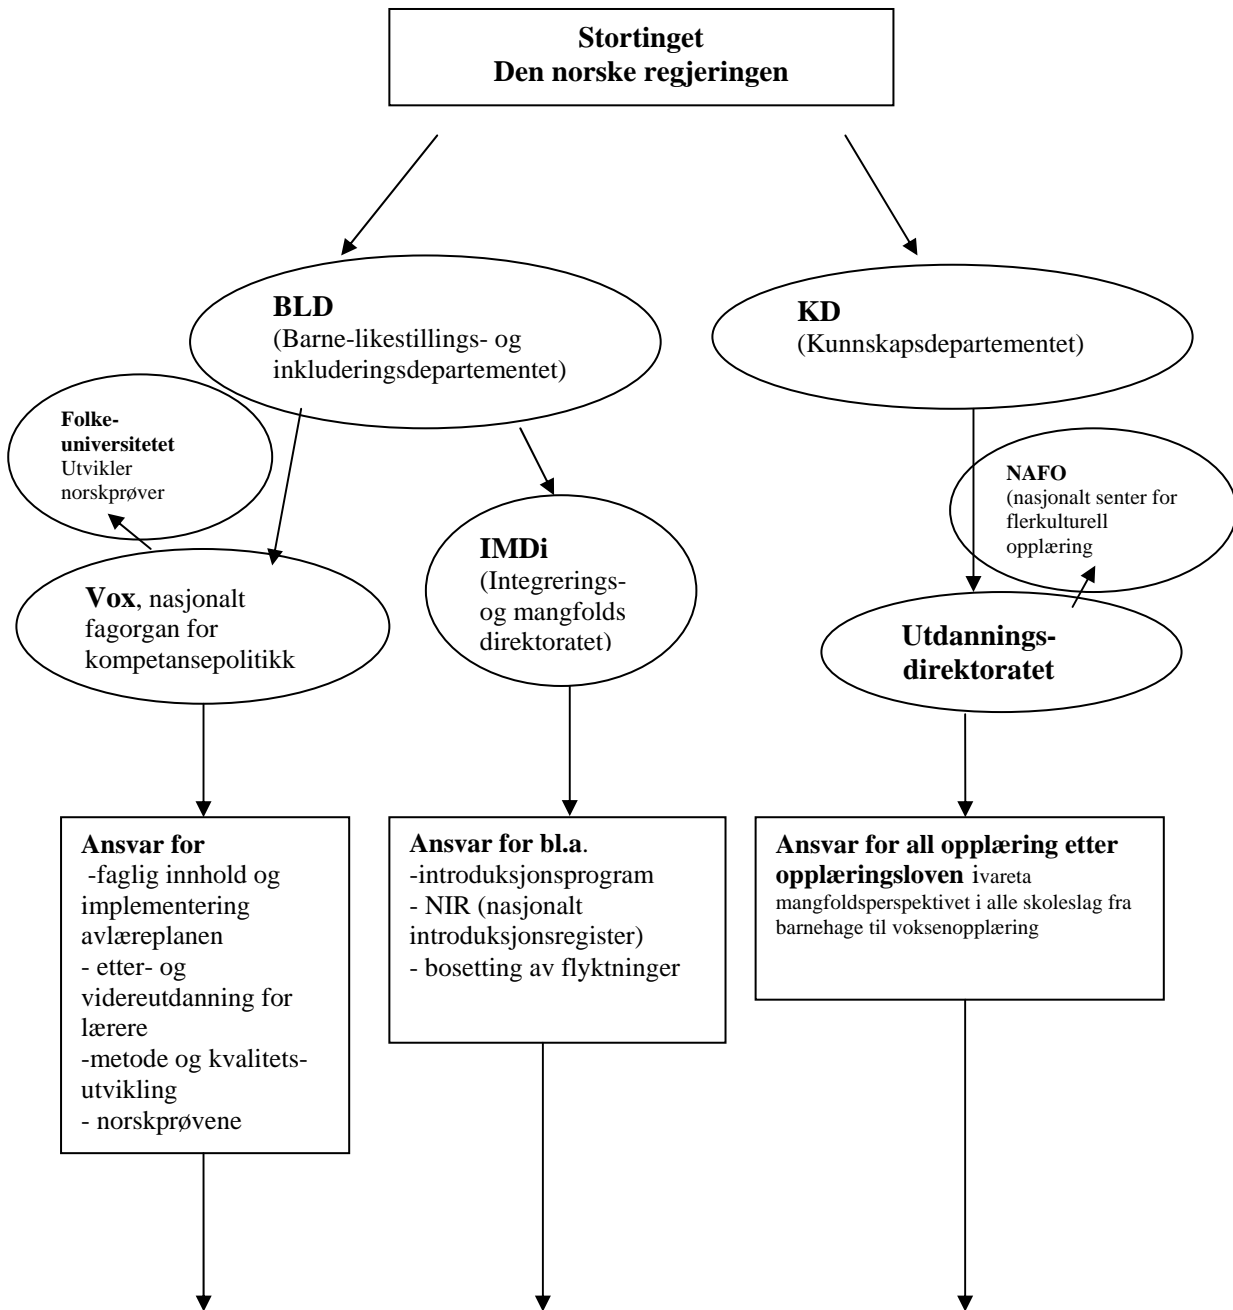 Stortinget
Den norske regjeringen
BLD
(Barne-likestillings- og
inkluderingsdepartementet)
KD
(Kunnskapsdepartementet)
Folke-
universitetet
Utvikler
norskprøver
NAFO
(nasjonalt senter for
flerkulturell
opplæring
IMDi
(Integrerings-
og mangfolds
direktoratet)
Vox, nasjonalt
fagorgan for
kompetansepolitikk
Utdannings-
direktoratet
Ansvar for
-faglig innhold og
implementering
avlæreplanen
- etter- og
videreutdanning for
lærere
-metode og kvalitets-
utvikling
- norskprøvene
Ansvar for bl.a.
-introduksjonsprogram
- NIR (nasjonalt
introduksjonsregister)
- bosetting av flyktninger
Ansvar for all opplæring etter
opplæringsloven ivareta
mangfoldsperspektivet i alle skoleslag fra
barnehage til voksenopplæring